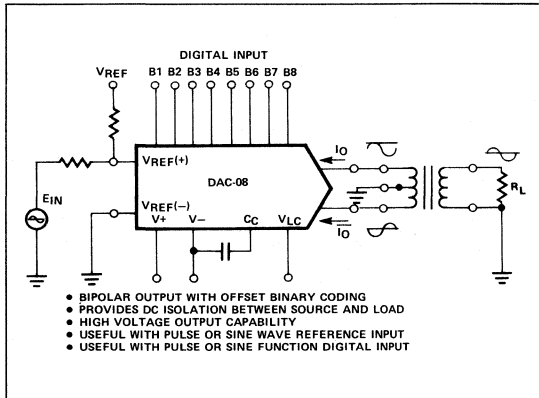 DIGITAL INPUT
VREF B1 B2 B3 B4 B5 B6 B7 B8
IO
VREF(+)
DAC-08
EIN
VREF(−)
V+ V− CC VLC
IO
RL
• BIPOLAR OUTPUT WITH OFFSET BINARY CODING
• PROVIDES DC ISOLATION BETWEEN SOURCE AND LOAD
• HIGH VOLTAGE OUTPUT CAPABILITY
• USEFUL WITH PULSE OR SINE WAVE REFERENCE INPUT
• USEFUL WITH PULSE OR SINE FUNCTION DIGITAL INPUT